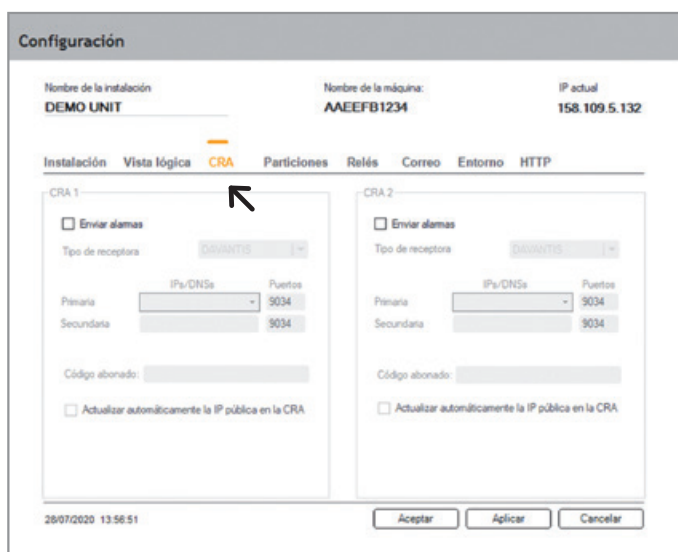 Configuración
Nombre de la instalación Nombre de la máquina: IP actual
DEMO UNIT AAEEFB1234 158.109.5.132
Instalación Vista lógica CRA Particiones Relés Correo Entorno HTTP
CRA 1
Enviar alarmas
Tipo de receptora DAVANTIS
IPs/DNSs Puertos
Primaria 9034
Secundaria 9034
Código abonado:
Actualizar automáticamente la IP pública en la CRA
CRA 2
Enviar alarmas
Tipo de receptora DAVANTIS
IPs/DNSs Puertos
Primaria 9034
Secundaria 9034
Código abonado:
Actualizar automáticamente la IP pública en la CRA
28/07/2020 13:56:51 Aceptar Aplicar Cancelar